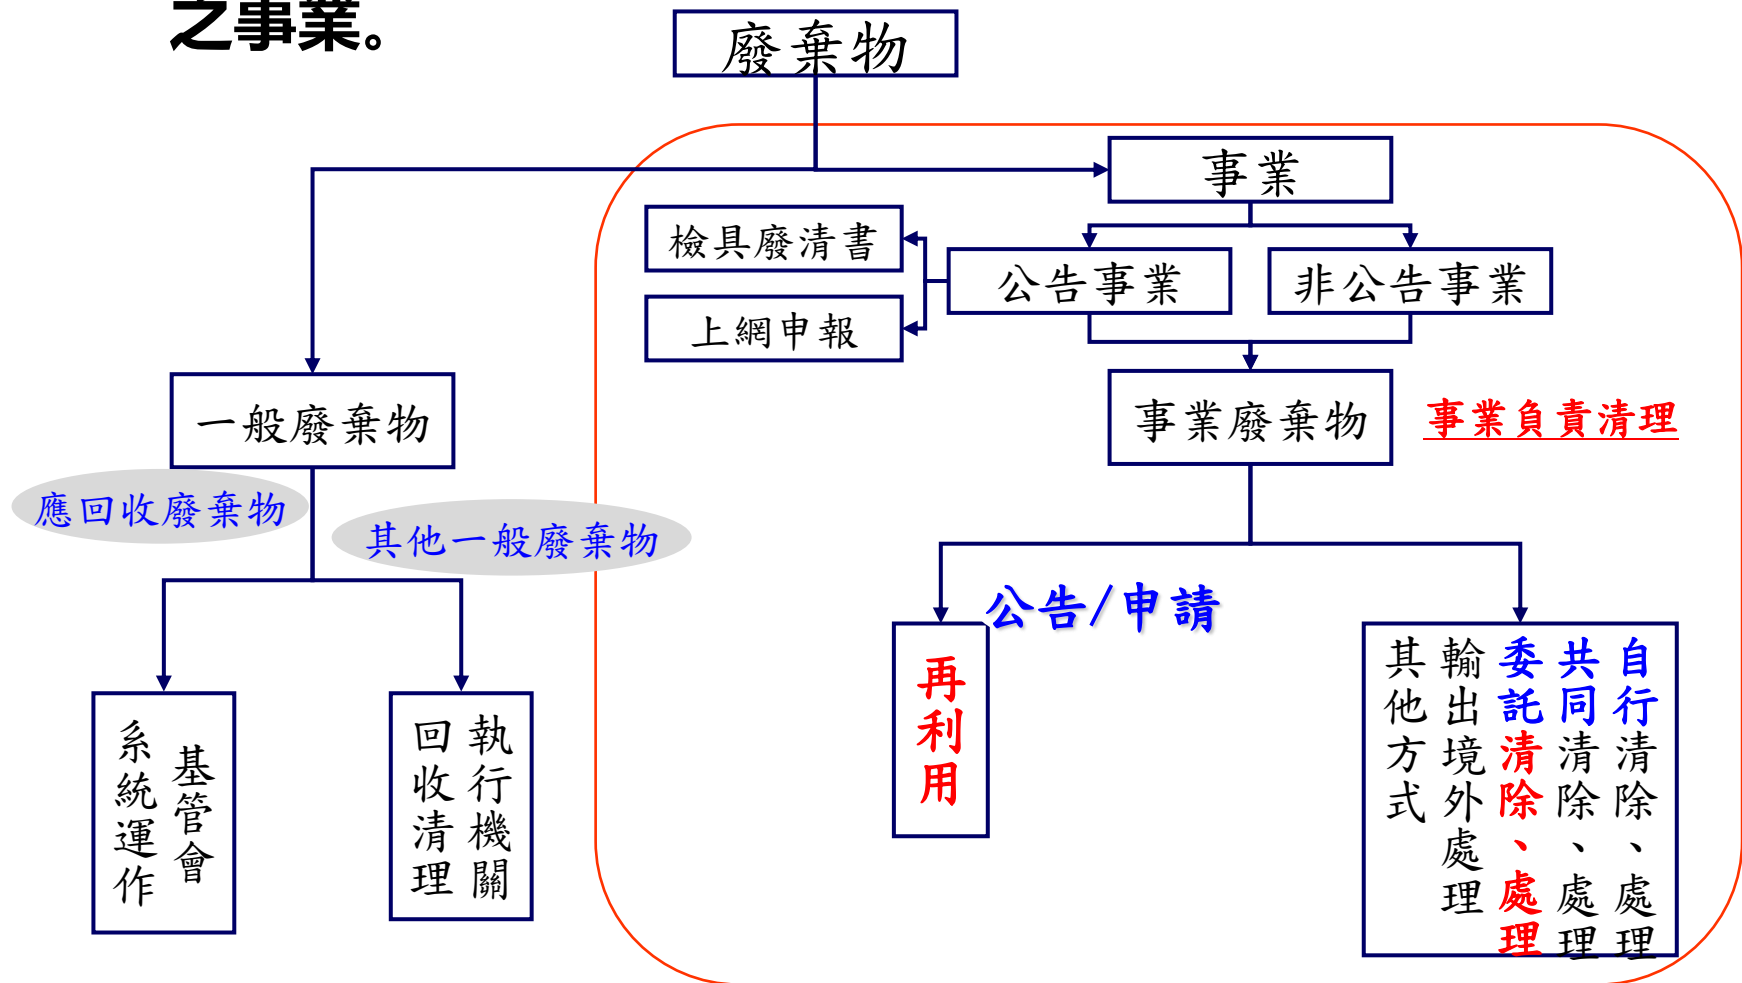 之事業。
廢棄物
事業
檢具廢清書
公告事業
非公告事業
上網申報
一般廢棄物
事業廢棄物
事業負責清理
應回收廢棄物
其他一般廢棄物
公告/申請
基管會
系統運作
執行機關
回收清理
再利用
自行清除、處理
共同清除、處理
委託清除、處理
輸出境外處理
其他方式